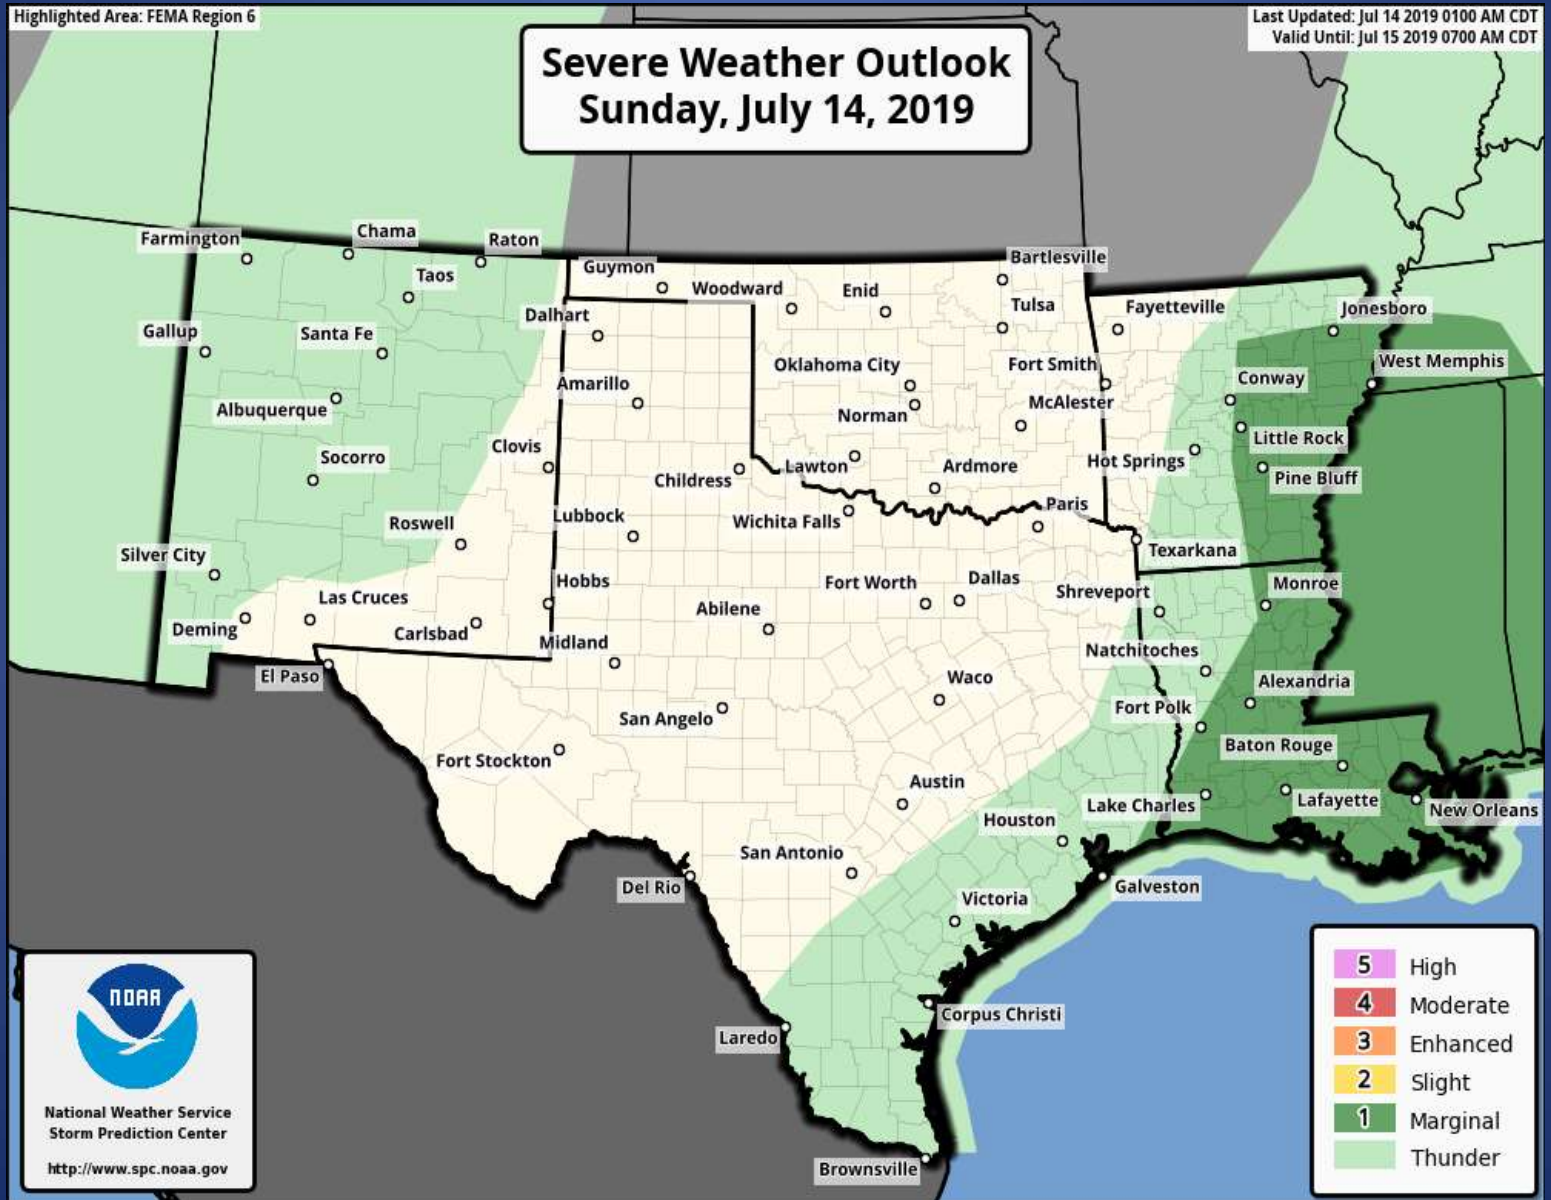 Highlighted Area: FEMA Region 6
Last Updated: Jul 14 2019 0100 AM CDT
Valid Until: Jul 15 2019 0700 AM CDT
Severe Weather Outlook
Sunday, July 14, 2019
Farmington
Chama
Raton
Guymon
Woodward
Enid
Bartlesville
Taos
Gallup
Santa Fe
Dalhart
Tulsa
Fayetteville
Jonesboro
Oklahoma City
Fort Smith
West Memphis
Albuquerque
Amarillo
Norman
McAlester
Conway
Socorro
Clovis
Childress
Lawton
Ardmore
Hot Springs
Little Rock
Pine Bluff
Roswell
Lubbock
Wichita Falls
Paris
Silver City
Texarkana
Las Cruces
Hobbs
Fort Worth
Dallas
Shreveport
Monroe
Deming
Carlsbad
Midland
Abilene
Natchitoches
El Paso
San Angelo
Waco
Alexandria
Fort Polk
Fort Stockton
Baton Rouge
Austin
Houston
Lake Charles
Lafayette
New Orleans
San Antonio
Del Rio
Victoria
Galveston
Laredo
Corpus Christi
Brownsville
NOAA
National Weather Service
Storm Prediction Center
http://www.spc.noaa.gov
5 High
4 Moderate
3 Enhanced
2 Slight
1 Marginal
Thunder